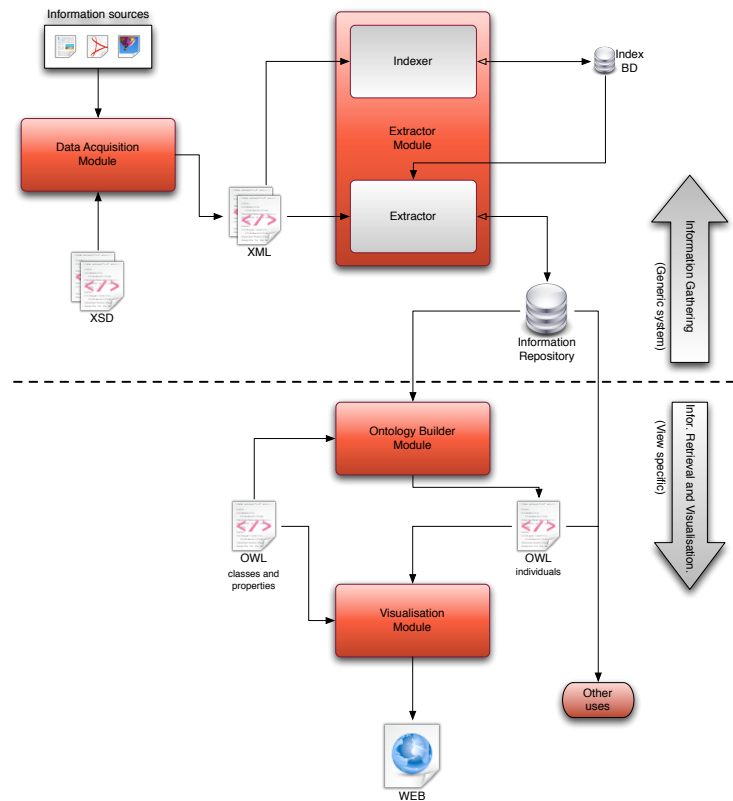 Information sources
Data Acquisition
Module
XSD
</>
XML
</>
Indexer
Extractor
Module
Extractor
Index
BD
Information
Repository
Information Gathering
(Generic system)
Ontology Builder
Module
</>
OWL
classes and
properties
</>
OWL
individuals
Infor. Retrieval and Visualisation.
(View specific)
Visualisation
Module
Other
uses
WEB